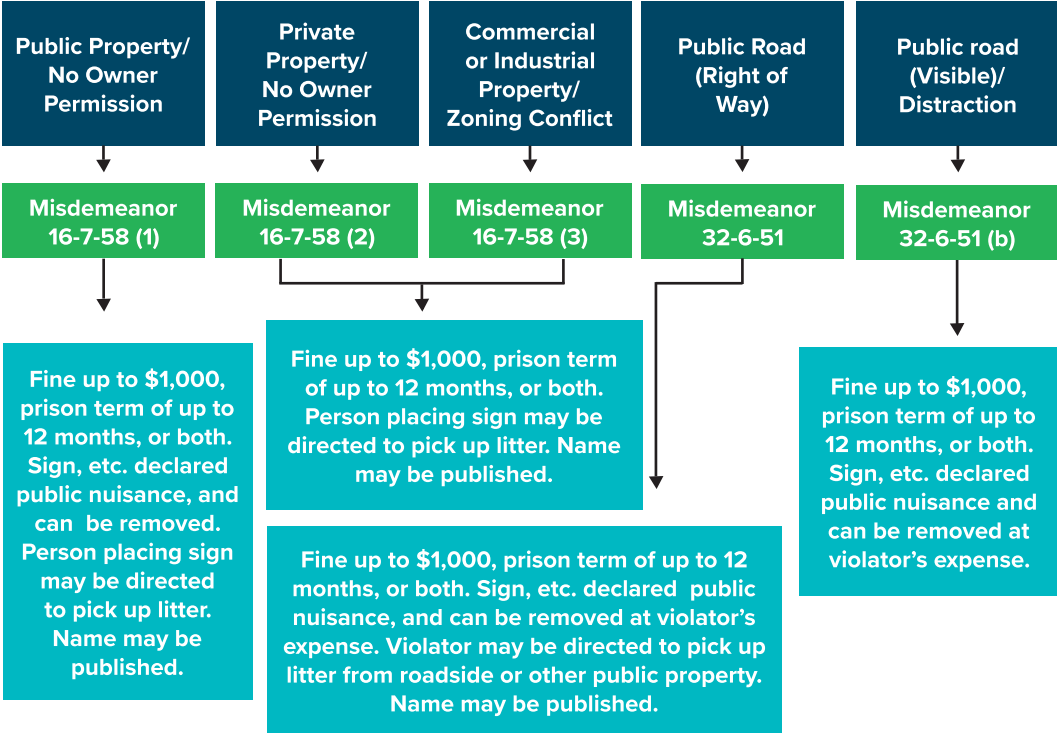 Public Property/
No Owner
Permission
Private
Property/
No Owner
Permission
Commercial
or Industrial
Property/
Zoning Conflict
Public Road
(Right of
Way)
Public road
(Visible)/
Distraction
Misdemeanor
16-7-58 (1)
Misdemeanor
16-7-58 (2)
Misdemeanor
16-7-58 (3)
Misdemeanor
32-6-51
Misdemeanor
32-6-51 (b)
Fine up to $1,000,
prison term of up to
12 months, or both.
Sign, etc. declared
public nuisance, and
can be removed.
Person placing sign
may be directed
to pick up litter.
Name may be
published.
Fine up to $1,000, prison term
of up to 12 months, or both.
Person placing sign may be
directed to pick up litter. Name
may be published.
Fine up to $1,000, prison term of up to 12
months, or both. Sign, etc. declared public
nuisance, and can be removed at violator’s
expense. Violator may be directed to pick up
litter from roadside or other public property.
Name may be published.
Fine up to $1,000,
prison term of up to
12 months, or both.
Sign, etc. declared
public nuisance and
can be removed at
violator’s expense.